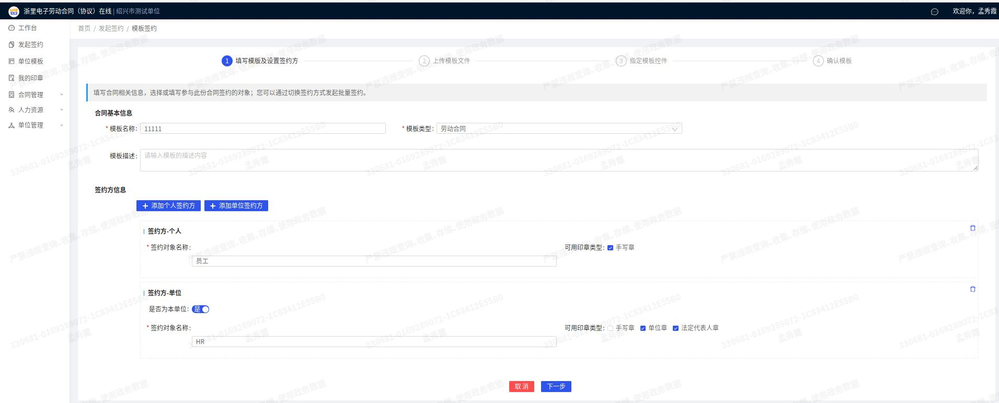 浙里电子劳动合同（协议）在线 | 绍兴市测试单位
欢迎你，孟秀霞
工作台
发起签约
单位模板
我的印章
合同管理
人力资源
单位管理
首页 / 发起签约 / 模板签约
1 填写模版及设置签约方
2 上传模板文件
3 指定模板控件
4 确认模板
填写合同相关信息，选择或填写参与此份合同签约的对象；您可以通过切换签约方式发起批量签约。
合同基本信息
* 模板名称: 11111
* 模板类型: 劳动合同
模板描述: 请输入模板的描述内容
签约方信息
+ 添加个人签约方
+ 添加单位签约方
签约方-个人
* 签约对象名称:
可用印章类型: 手写章
员工
签约方-单位
是否为本单位: 是
* 签约对象名称:
可用印章类型: 手写章 单位章 法定代表人章
HR
取消
下一步
严禁违规查询、收集、存储、使用政务数据
330681-0169289072-1C83412E55B0
孟秀霞